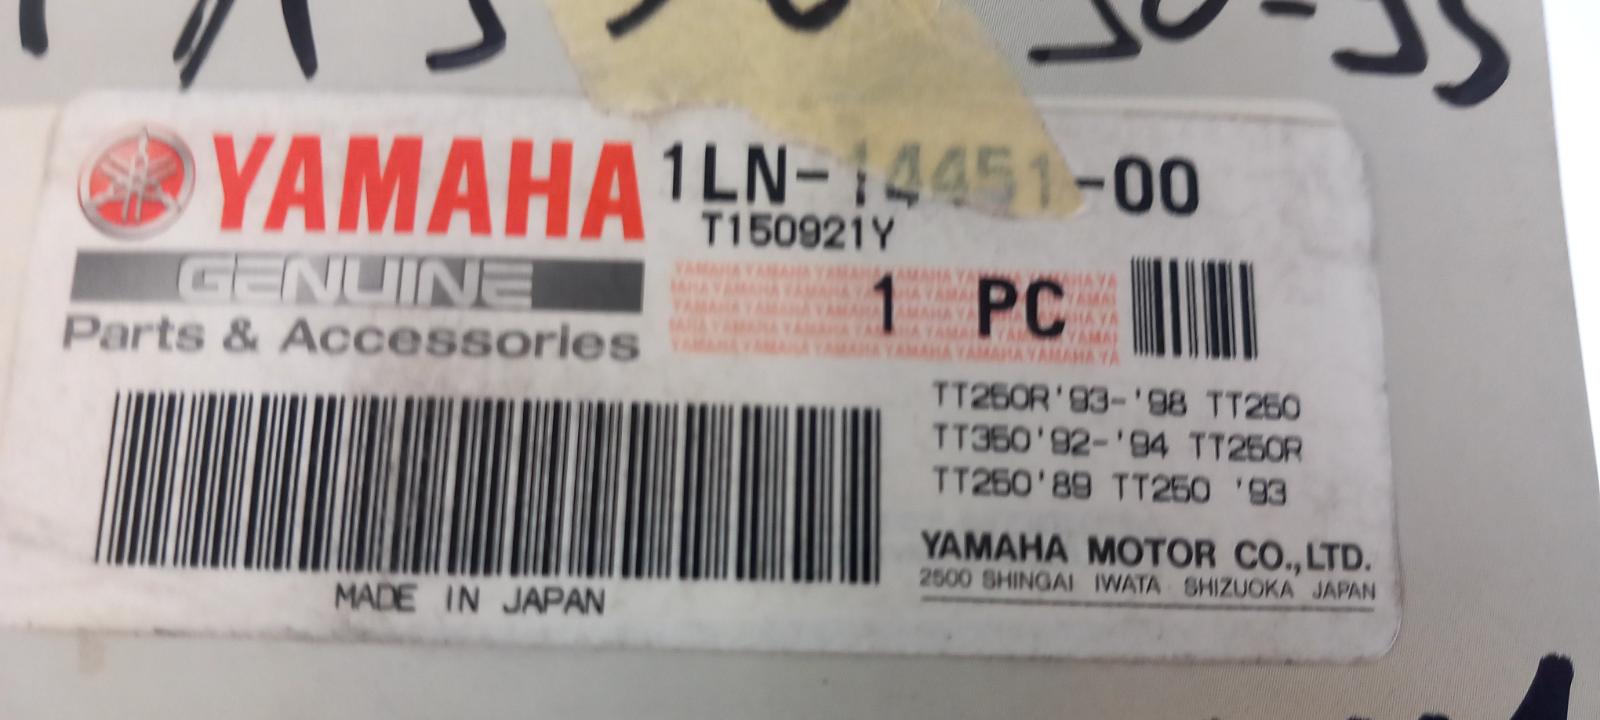 YAMAHA
1LN-14451-00
T150921Y
GENUINE
1 PC
Parts & Accessories
TT250R'93-'98 TT250
TT350'92-'94 TT250R
TT250'89 TT250 '93
YAMAHA MOTOR CO.,LTD.
2500 SHINGAI IWATA SHIZUOKA JAPAN
MADE IN JAPAN